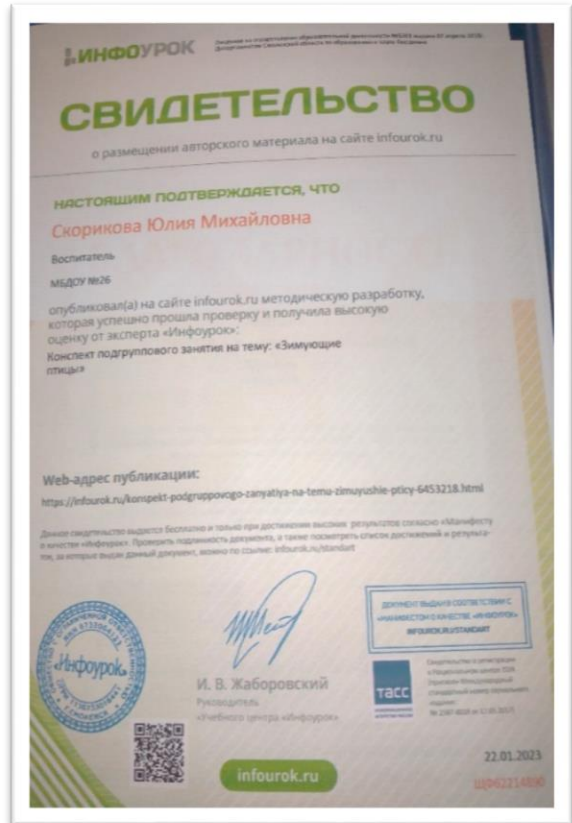 ИНФОУРОК
СВИДЕТЕЛЬСТВО
о размещении авторского материала на сайте infourok.ru
НАСТОЯЩИМ ПОДТВЕРЖДАЕТСЯ, ЧТО
Скорикова Юлия Михайловна
Воспитатель
МБДОУ №26
опубликовал(а) на сайте infourok.ru методическую разработку,
которая успешно прошла проверку и получила высокую
оценку от эксперта «Инфоурок»:
Конспект подгруппового занятия на тему: «Зимующие
птицы»
Web-адрес публикации:
https://infourok.ru/konspekt-podgruppovogo-zanyatiya-na-temu-zimuyushie-pticy-6453218.html
Данное свидетельство выдается бесплатно и только при достижении высоких результатов согласно «Манифесту
о качестве «Инфоурок». Проверить подлинность документа, а также посмотреть список достижений и результа-
тов, за которые выдан данный документ, можно по ссылке: infourok.ru/standart
ДОКУМЕНТ ВЫДАН В СООТВЕТСТВИИ С
«МАНИФЕСТОМ О КАЧЕСТВЕ «ИНФОУРОК»
INFOUROK.RU/STANDART
«Инфоурок»
И. В. Жаборовский
Руководитель
«Учебного центра «Инфоурок»
ТАСС
22.01.2023
infourok.ru